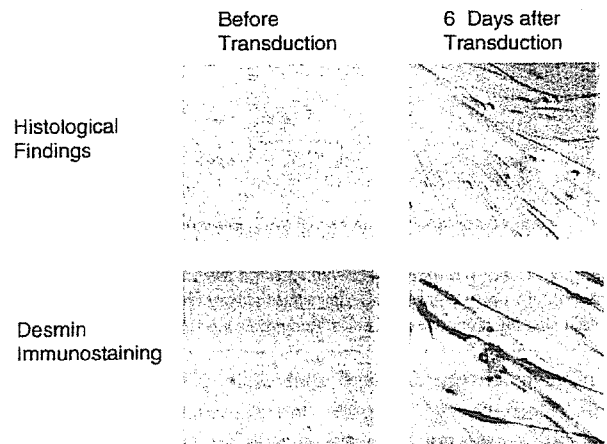 Before
Transduction
6 Days after
Transduction
Histological
Findings
Desmin
Immunostaining